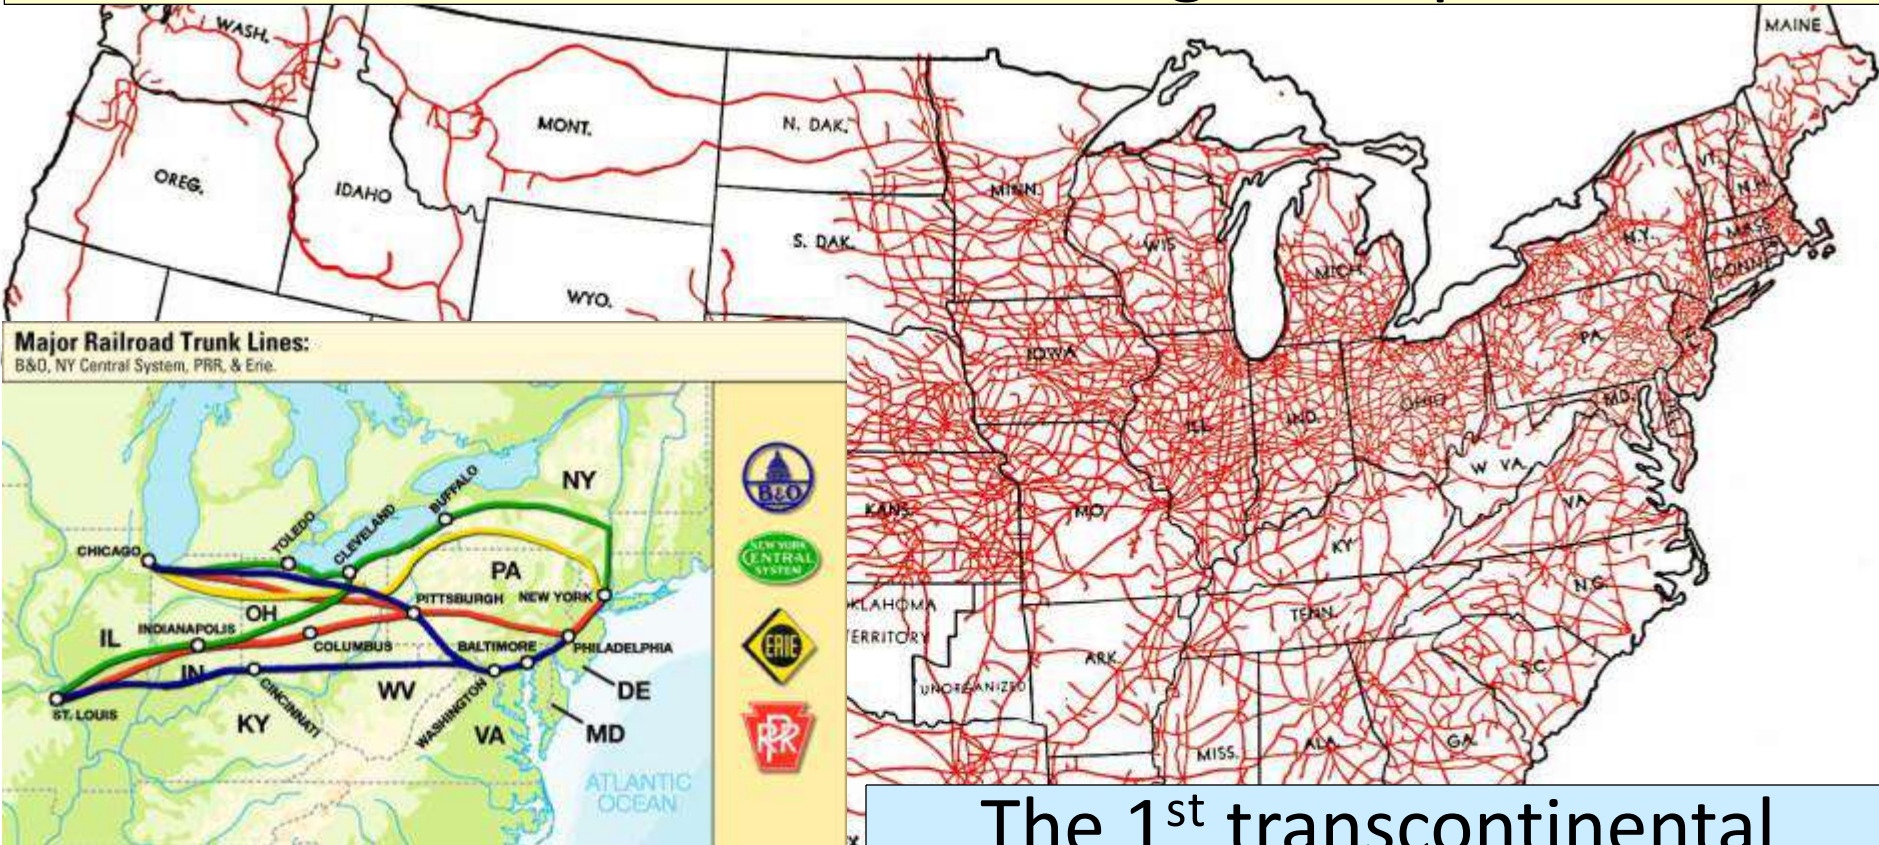 MAINE
WASH.
MONT.
N. DAK.
OREG.
IDAHO
MINN.
VT.
N.H.
S. DAK.
WIS.
N.Y.
MASS.
MICH.
CONN.
WYO.
Major Railroad Trunk Lines:
B&O, NY Central System, PRR, & Erie.
IOWA
PA.
ILL.
IND.
OHIO
MD.
DEL.
W VA.
KANS.
MO.
VA.
KY.
N.C.
OKLAHOMA
TERRITORY
TENN.
ARK.
S.C.
UNORGANIZED
MISS.
ALA.
GA.
NY
BUFFALO
TOLEDO
CLEVELAND
CHICAGO
PA
OH
PITTSBURGH
NEW YORK
IL
INDIANAPOLIS
COLUMBUS
BALTIMORE
PHILADELPHIA
IN
WV
DE
ST. LOUIS
CINCINNATI
WASHINGTON
KY
VA
MD
ATLANTIC
OCEAN
B&O
NEW YORK
CENTRAL
SYSTEM
ERIE
PRR
The 1st transcontinental